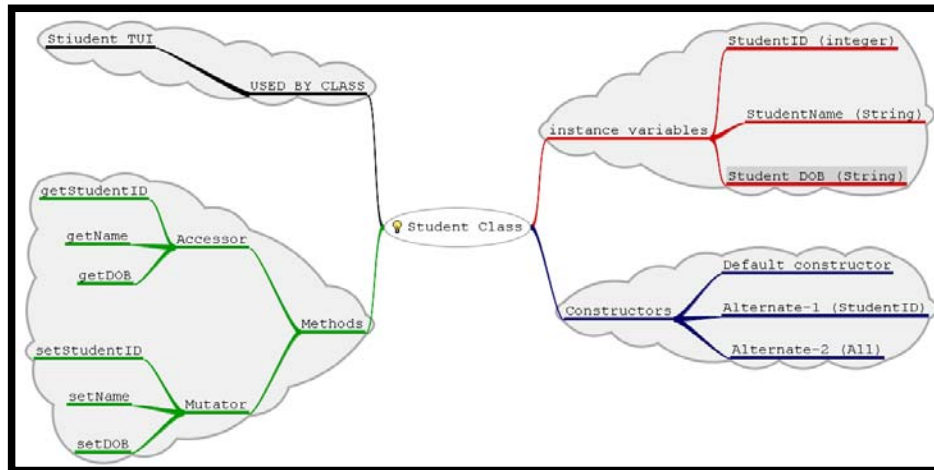 Stiudent TUI
USED BY CLASS
StudentID (integer)
StudentName (String)
Student DOB (String)
instance variables
Student Class
getStudentID
getName
getDOB
Accessor
Methods
setStudentID
setName
setDOB
Mutator
Default constructor
Alternate-1 (StudentID)
Alternate-2 (All)
Constructors